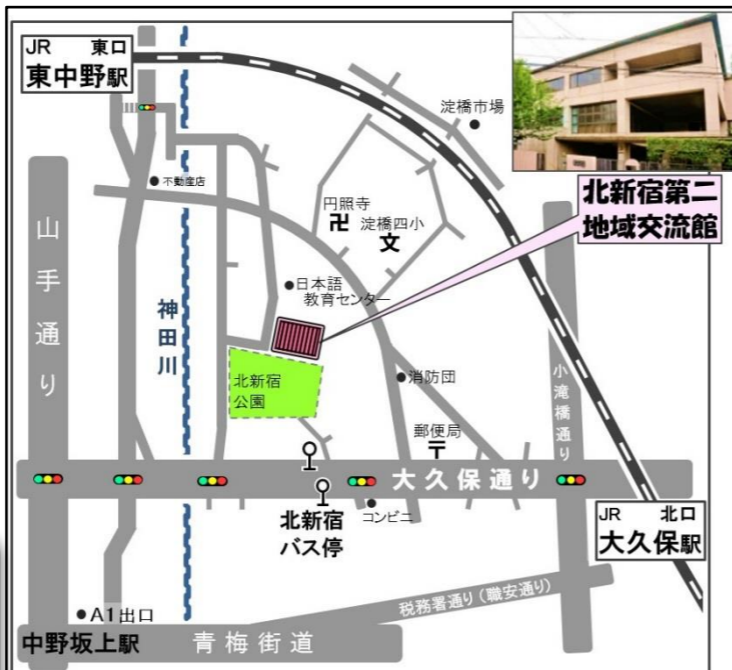 JR 東口
東中野駅
淀橋市場
不動産店
円照寺
卍
淀橋四小
文
北新宿第二
地域交流館
山手通り
神田川
日本語
教育センター
北新宿
公園
消防団
小滝橋通り
郵便局
〒
大久保通り
北新宿
バス停
コンビニ
JR 北口
大久保駅
A1出口
中野坂上駅
青梅街道
税務署通り(職安通り)